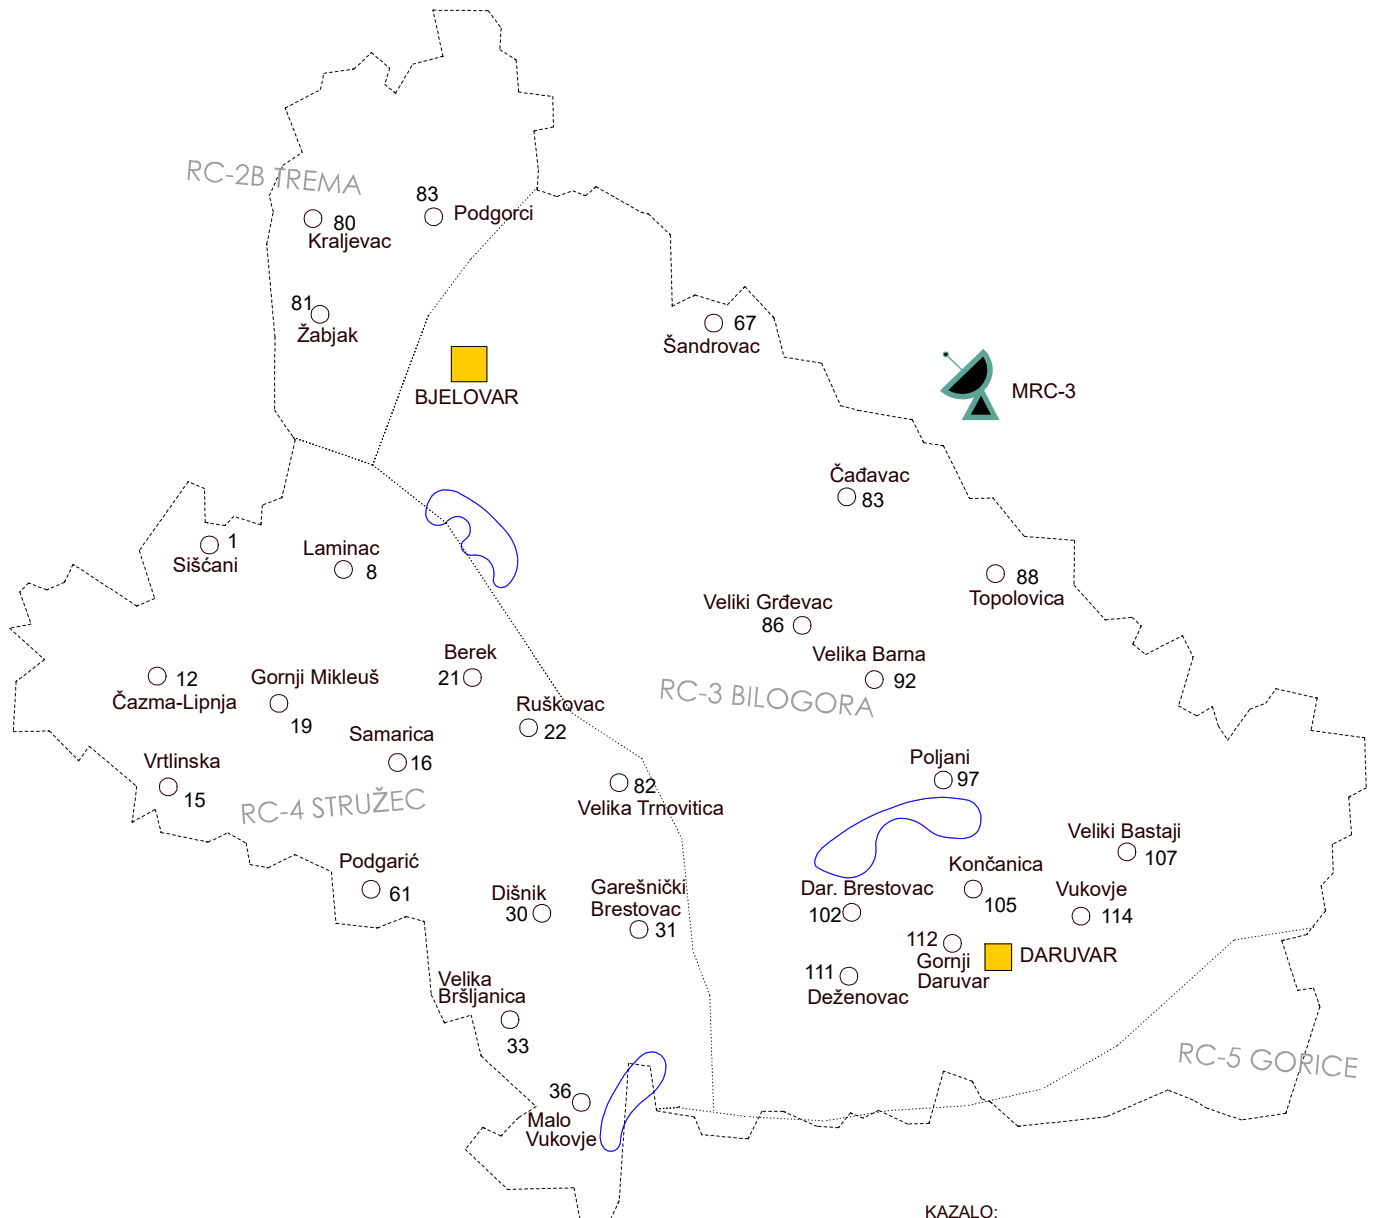 RC-2B TREMA
83
Podgorci
80
Kraljevac
81
Žabjak
67
Šandrovac
BJELOVAR
MRC-3
Čađavac
83
1
Sišćani
Laminac
8
88
Topolovica
Veliki Grđevac
86
Berek
21
Velika Barna
92
12
Čazma-Lipnja
Gornji Mikleuš
19
RC-3 BILOGORA
Ruškovac
22
Samarica
16
Vrtlinska
15
Poljani
97
82
Velika Trnovitica
RC-4 STRUŽEC
Veliki Bastaji
107
Podgarić
61
Končanica
105
Dišnik
30
Garešnički
Brestovac
31
Dar. Brestovac
102
Vukovje
114
112
Gornji
Daruvar
DARUVAR
111
Deženovac
Velika
Bršljanica
33
RC-5 GORICE
36
Malo
Vukovje
KAZALO: